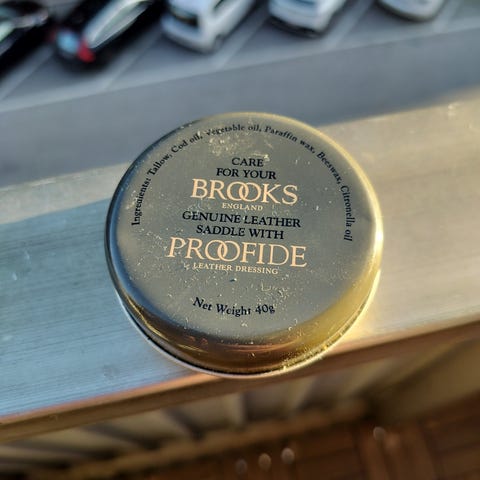 Ingredients: Tallow, Cod oil, vegetable oil, Paraffin wax, Beeswax, Citronella oil
CARE
FOR YOUR
BROOKS
ENGLAND
GENUINE LEATHER
SADDLE WITH
PROOFIDE
LEATHER DRESSING
Net Weight 40g